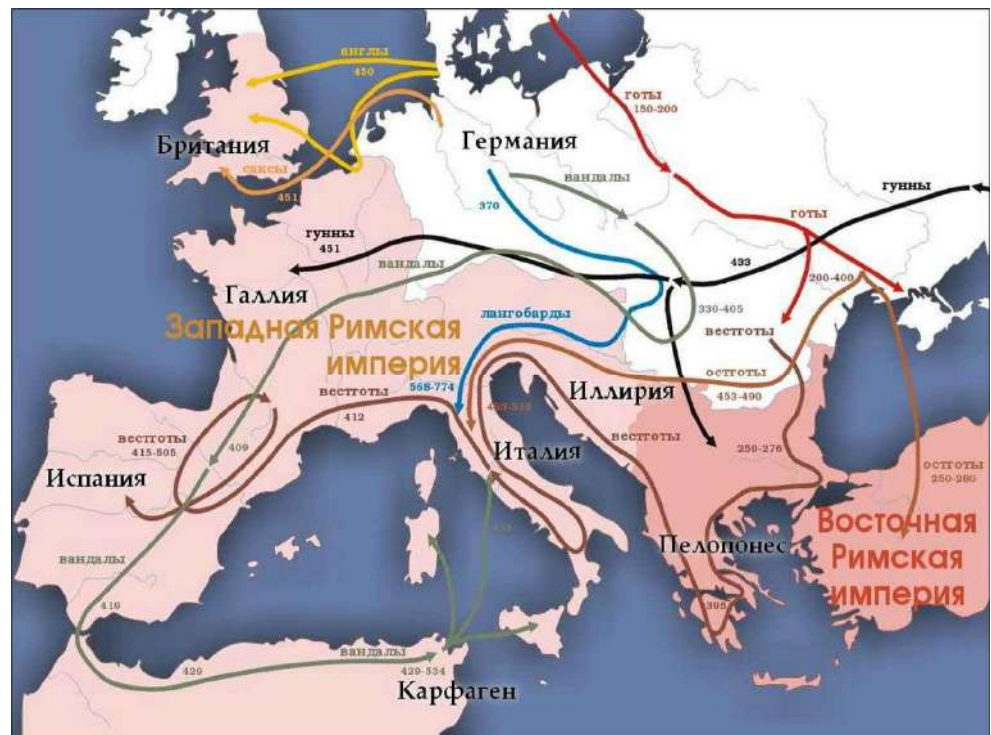 англы
450
готы
150-200
Британия
Германия
саксы
451
вандалы
гунны
370
готы
гунны
451
433
вандалы
200-400
Галлия
330-405
Западная Римская
империя
лангобарды
вестготы
568-774
остготы
453-490
Иллирия
вестготы
412
вестготы
415-505
409
Италия
вестготы
250-276
Испания
остготы
250-280
Восточная
Римская
империя
Пелопонес
вандалы
419
395
вандалы
429
429-534
Карфаген